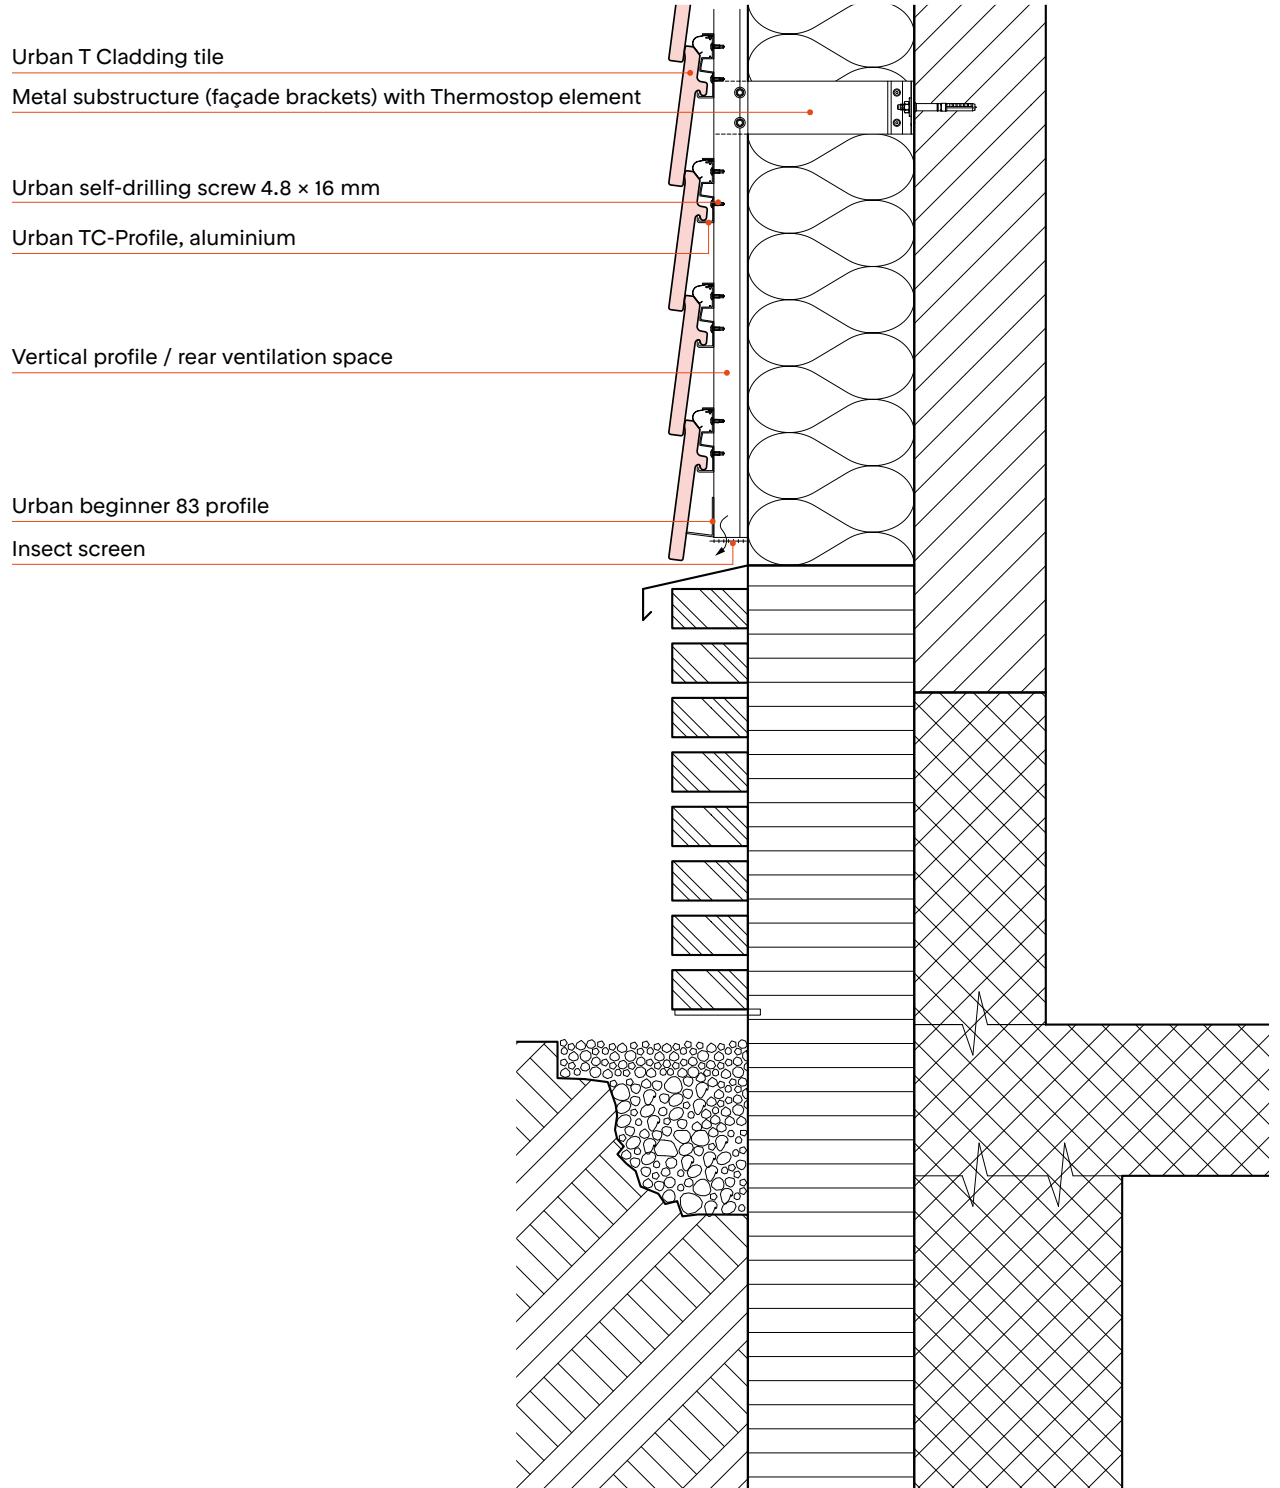 Urban T Cladding tile
Metal substructure (façade brackets) with Thermostop element
Urban self-drilling screw 4.8 × 16 mm
Urban TC-Profile, aluminium
Vertical profile / rear ventilation space
Urban beginner 83 profile
Insect screen